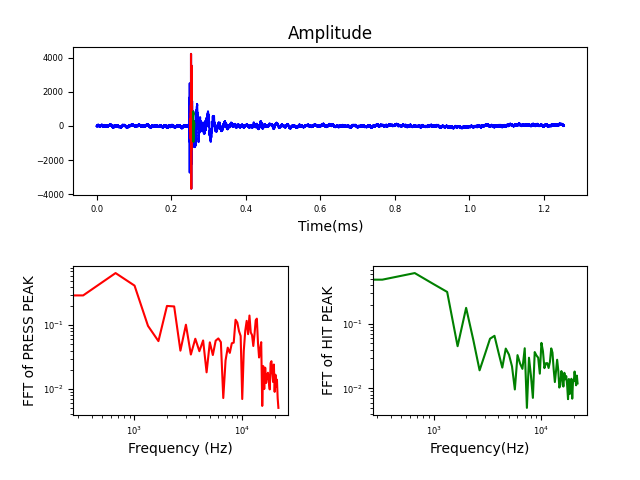 Amplitude
4000
2000
0
−2000
−4000
0.0 0.2 0.4 0.6 0.8 1.0 1.2
Time(ms)
FFT of PRESS PEAK
10⁻¹
10⁻²
10³ 10⁴
Frequency (Hz)
FFT of HIT PEAK
10⁻¹
10⁻²
10³ 10⁴
Frequency(Hz)